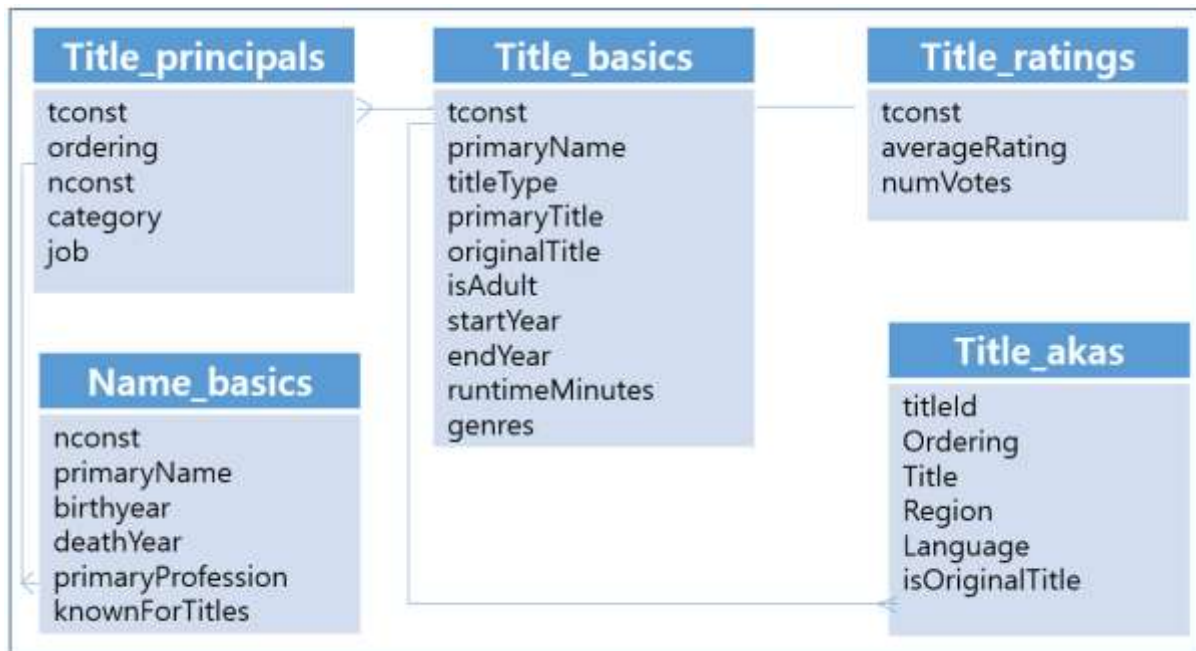 Title_principals
tconst
ordering
nconst
category
job
Title_basics
tconst
primaryName
titleType
primaryTitle
originalTitle
isAdult
startYear
endYear
runtimeMinutes
genres
Title_ratings
tconst
averageRating
numVotes
Name_basics
nconst
primaryName
birthyear
deathYear
primaryProfession
knownForTitles
Title_akas
titleId
Ordering
Title
Region
Language
isOriginalTitle